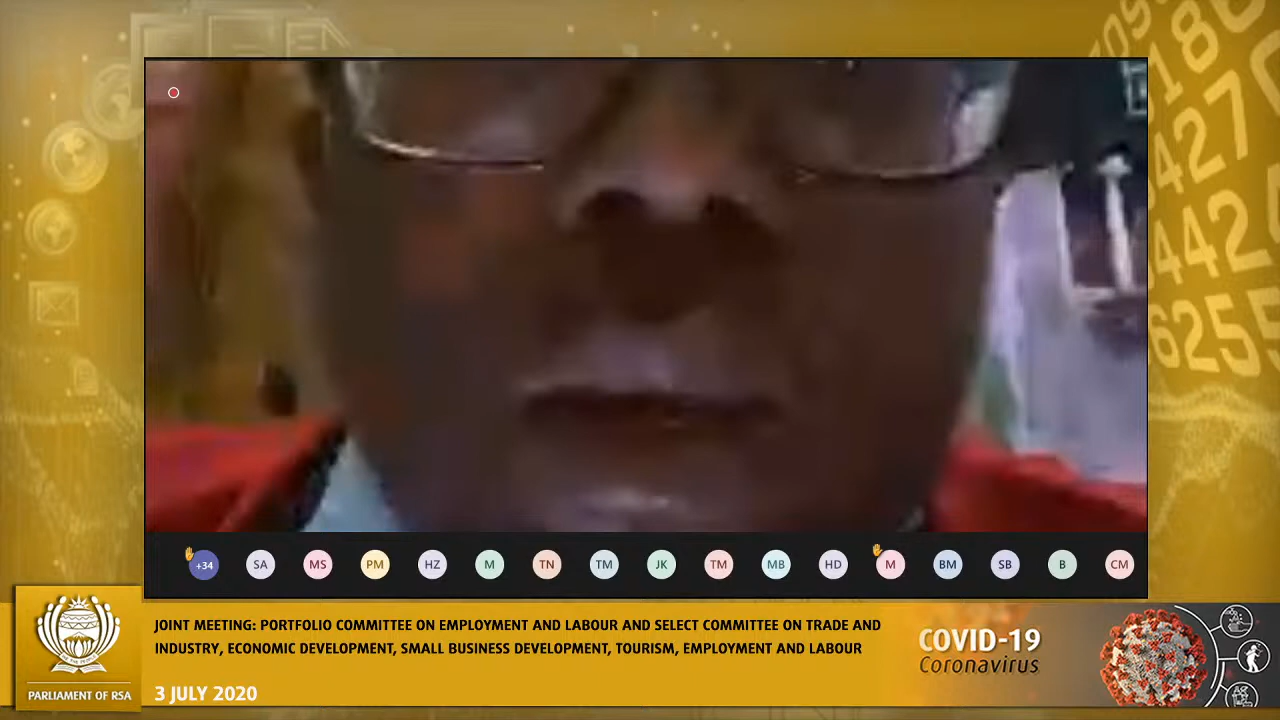 +34 SA MS PM HZ M TN TM JK TM MB HD M BM SB B CM
JOINT MEETING: PORTFOLIO COMMITTEE ON EMPLOYMENT AND LABOUR AND SELECT COMMITTEE ON TRADE AND
INDUSTRY, ECONOMIC DEVELOPMENT, SMALL BUSINESS DEVELOPMENT, TOURISM, EMPLOYMENT AND LABOUR
3 JULY 2020
PARLIAMENT OF RSA
COVID-19
Coronavirus